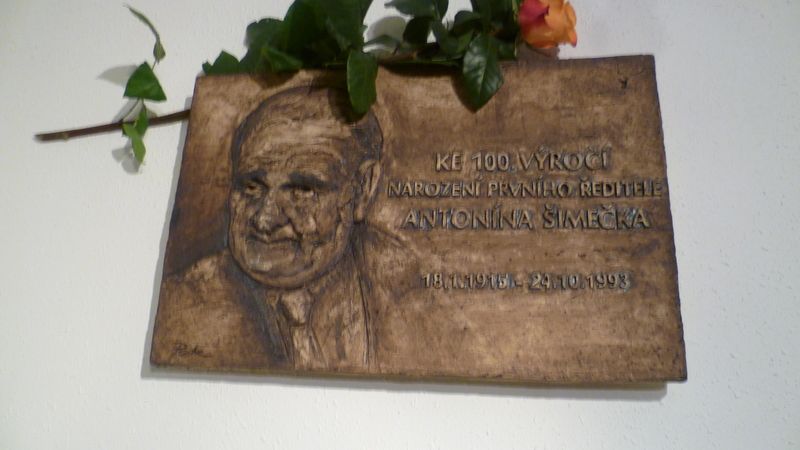 KE 100. VÝROČÍ
NAROZENÍ PRVNÍHO ŘEDITELE
ANTONÍNA ŠIMEČKA
18.1.1915 - 24.10.1993